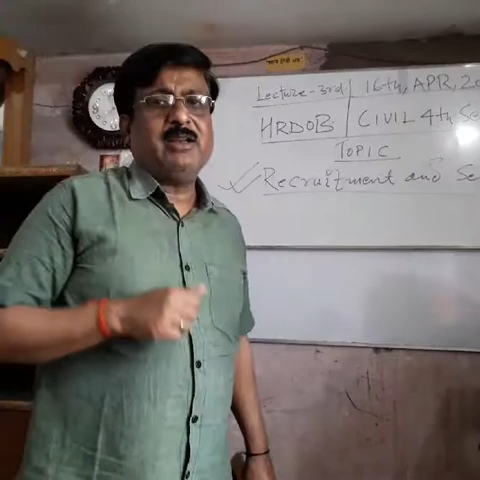 Lecture-3rd 16th, APR, 20
HRDOB CIVIL 4th Se
TOPIC
Recruitment and Se